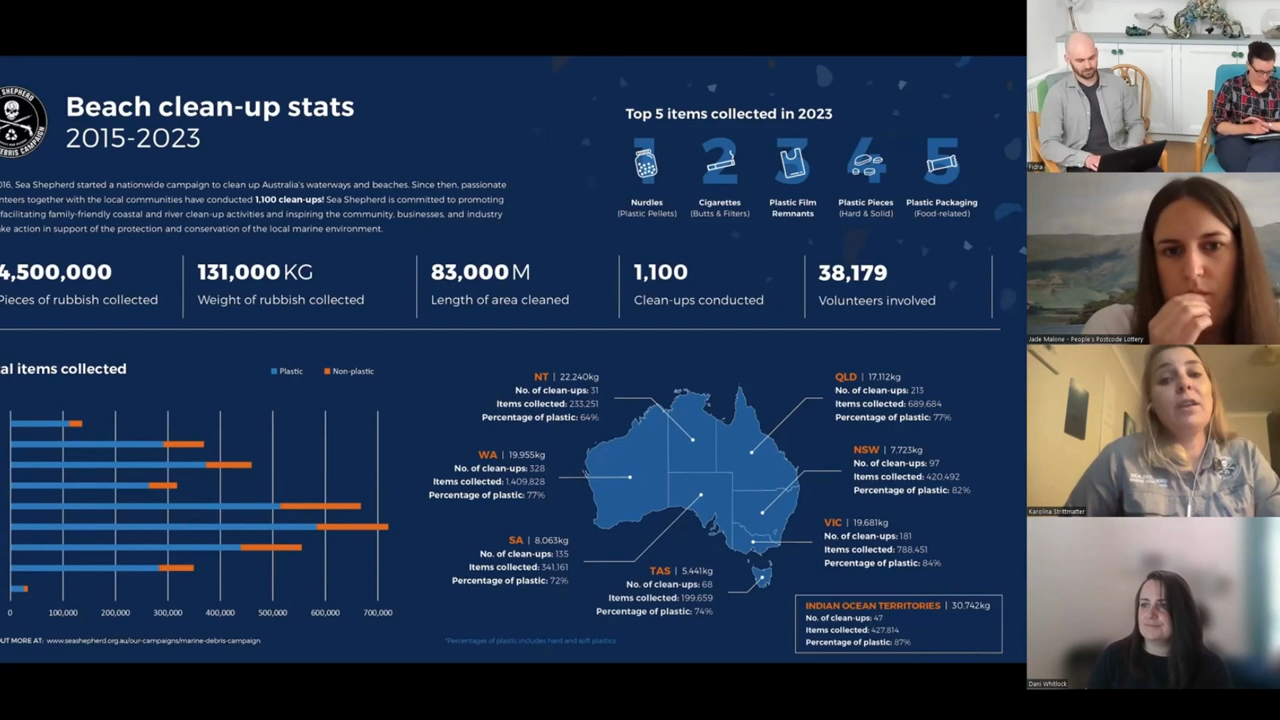 SHEPHERD
DEBRIS CAMPAIGN
Beach clean-up stats
2015-2023
016, Sea Shepherd started a nationwide campaign to clean up Australia's waterways and beaches. Since then, passionate
nteers together with the local communities have conducted 1,100 clean-ups! Sea Shepherd is committed to promoting
facilitating family-friendly coastal and river clean-up activities and inspiring the community, businesses, and industry
ke action in support of the protection and conservation of the local marine environment.
Top 5 items collected in 2023
1 2 3 4 5
Nurdles
(Plastic Pellets)
Cigarettes
(Butts & Filters)
Plastic Film
Remnants
Plastic Pieces
(Hard & Solid)
Plastic Packaging
(Food-related)
4,500,000
Pieces of rubbish collected
131,000 KG
Weight of rubbish collected
83,000 M
Length of area cleaned
1,100
Clean-ups conducted
38,179
Volunteers involved
al items collected
Plastic Non-plastic
0 100,000 200,000 300,000 400,000 500,000 600,000 700,000
OUT MORE AT: www.seashepherd.org.au/our-campaigns/marine-debris-campaign
NT | 22,240kg
No. of clean-ups: 31
Items collected: 233,251
Percentage of plastic: 64%
WA | 19,955kg
No. of clean-ups: 328
Items collected: 1,409,828
Percentage of plastic: 77%
SA | 8,063kg
No. of clean-ups: 135
Items collected: 341,161
Percentage of plastic: 72%
TAS | 5,441kg
No. of clean-ups: 68
Items collected: 199,659
Percentage of plastic: 74%
QLD | 17,112kg
No. of clean-ups: 213
Items collected: 689,684
Percentage of plastic: 77%
NSW | 7,723kg
No. of clean-ups: 97
Items collected: 420,492
Percentage of plastic: 82%
VIC | 19,681kg
No. of clean-ups: 181
Items collected: 788,451
Percentage of plastic: 84%
INDIAN OCEAN TERRITORIES | 30,742kg
No. of clean-ups: 47
Items collected: 427,814
Percentage of plastic: 87%
*Percentages of plastic includes hard and soft plastics
Fidra
Jade Malone - People's Postcode Lottery
Karolina Strittmatter
Dani Whitlock